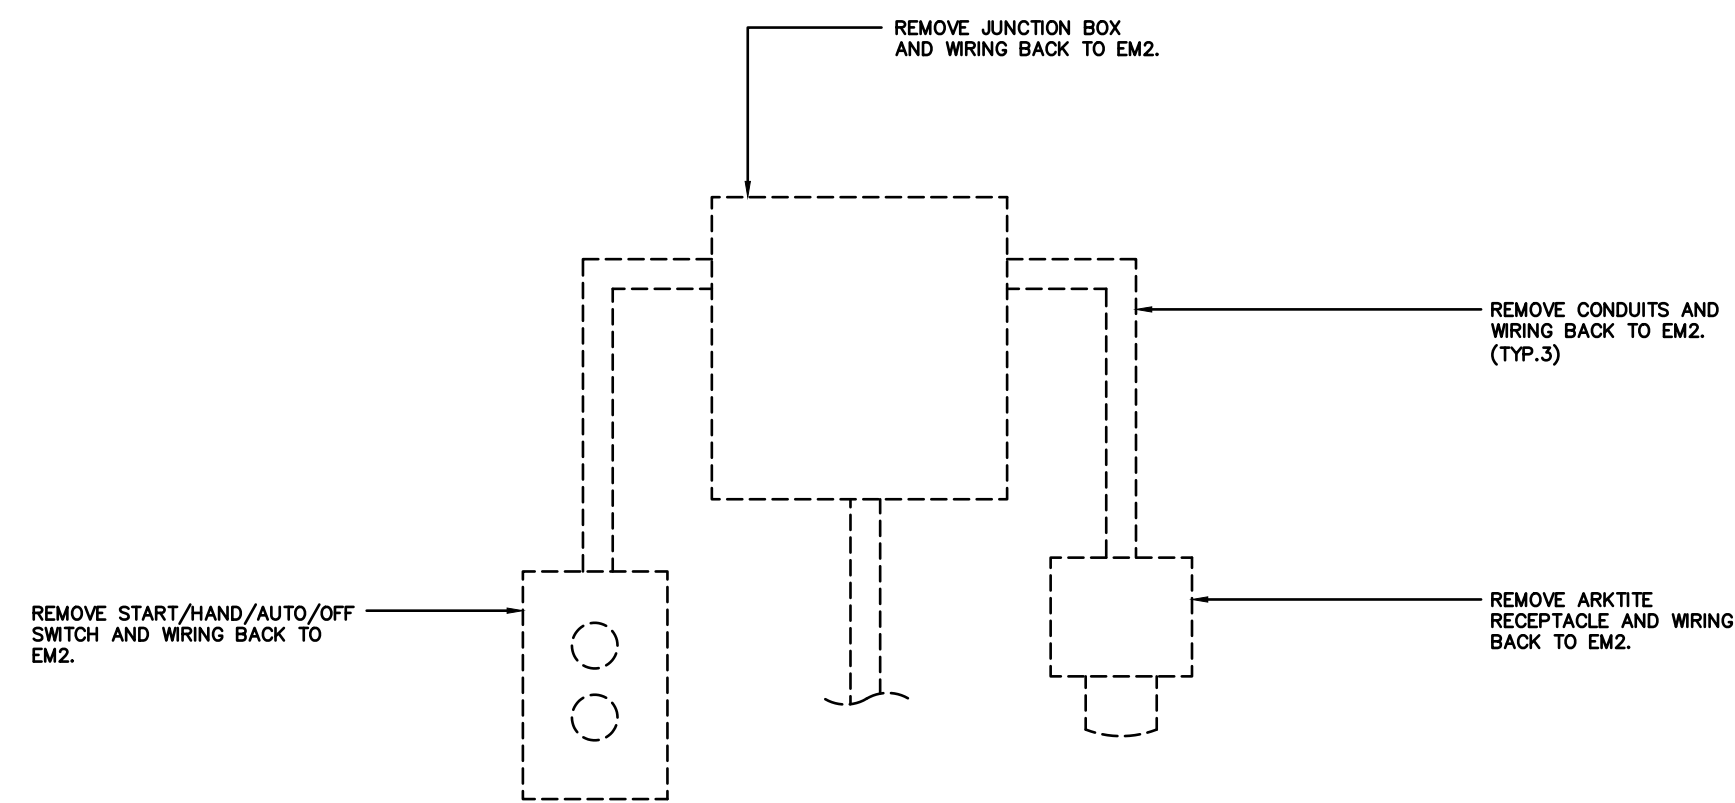 REMOVE JUNCTION BOX
AND WIRING BACK TO EM2.
REMOVE CONDUITS AND
WIRING BACK TO EM2.
(TYP.3)
REMOVE START/HAND/AUTO/OFF
SWITCH AND WIRING BACK TO
EM2.
REMOVE ARKTITE
RECEPTACLE AND WIRING
BACK TO EM2.